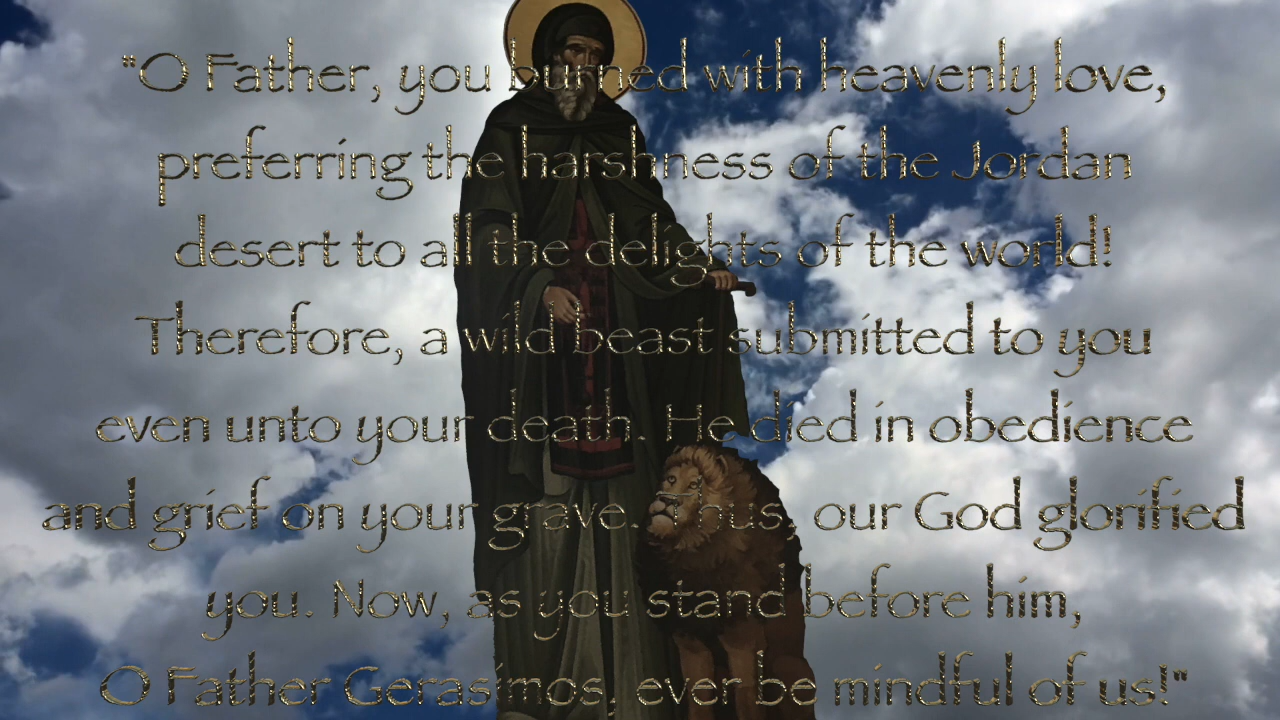 "O Father, you burned with heavenly love,
preferring the harshness of the Jordan
desert to all the delights of the world!
Therefore, a wild beast submitted to you
even unto your death. He died in obedience
and grief on your grave. Thus, our God glorified
you. Now, as you stand before him,
O Father Gerasimos, ever be mindful of us!"